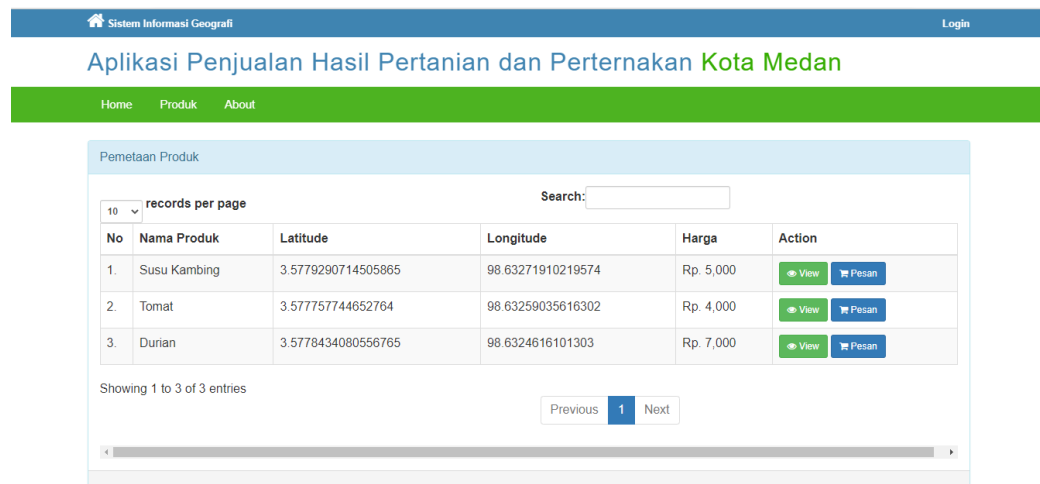 Sistem Informasi Geografi Login
Aplikasi Penjualan Hasil Pertanian dan Perternakan Kota Medan
Home Produk About
Pemetaan Produk
10 records per page Search:
No Nama Produk Latitude Longitude Harga Action
1. Susu Kambing 3.5779290714505865 98.63271910219574 Rp. 5,000 View Pesan
2. Tomat 3.577757744652764 98.63259035616302 Rp. 4,000 View Pesan
3. Durian 3.5778434080556765 98.6324616101303 Rp. 7,000 View Pesan
Showing 1 to 3 of 3 entries
Previous 1 Next